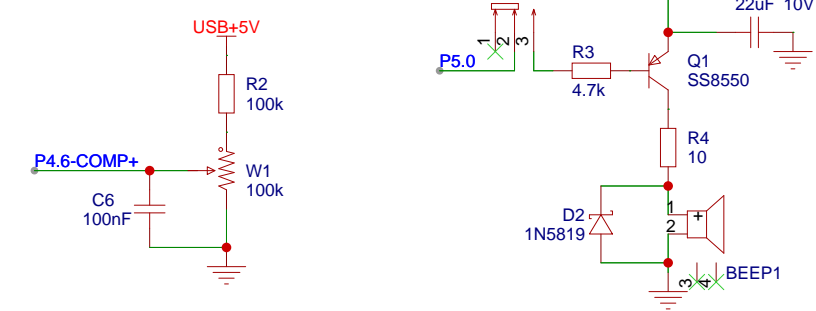 USB+5V
R2
100k
P4.6-COMP+
W1
100k
C6
100nF
22uF 10V
1
2
3
P5.0
R3
4.7k
Q1
SS8550
R4
10
D2
1N5819
1
2
+
3
4
BEEP1